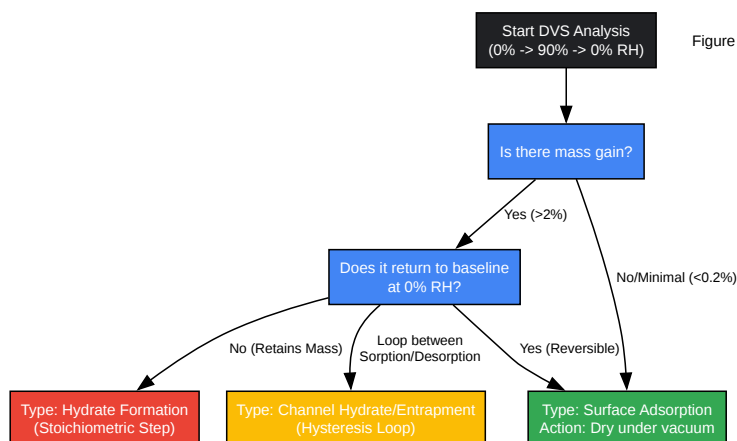 Start DVS Analysis
(0% -> 90% -> 0% RH)
Figure
Is there mass gain?
Yes (>2%)
Does it return to baseline
at 0% RH?
No/Minimal (<0.2%)
No (Retains Mass)
Loop between
Sorption/Desorption
Yes (Reversible)
Type: Hydrate Formation
(Stoichiometric Step)
Type: Channel Hydrate/Entrapment
(Hysteresis Loop)
Type: Surface Adsorption
Action: Dry under vacuum